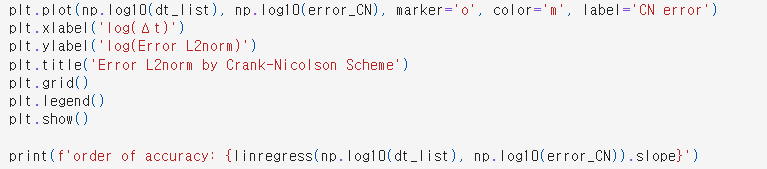 plt.plot(np.log10(dt_list), np.log10(error_CN), marker='o', color='m', label='CN error')
plt.xlabel('log(Δt)')
plt.ylabel('log(Error L2norm)')
plt.title('Error L2norm by Crank-Nicolson Scheme')
plt.grid()
plt.legend()
plt.show()
print(f'order of accuracy: {linregress(np.log10(dt_list), np.log10(error_CN)).slope}')